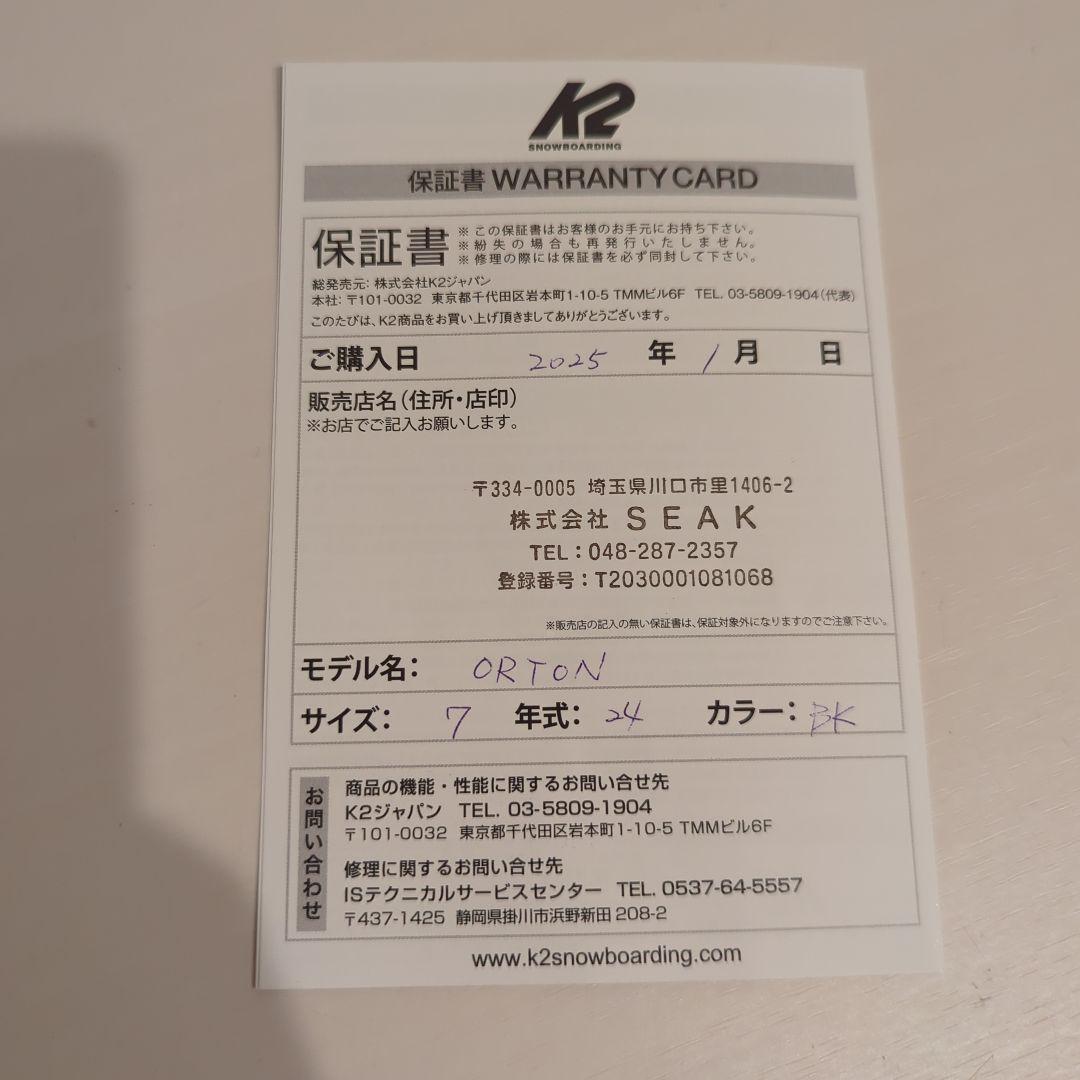 K2
SNOWBOARDING
保証書 WARRANTY CARD
保証書
※この保証書はお客様のお手元にお持ち下さい。
※紛失の場合も再発行いたしません。
※修理の際には保証書を必ず同封して下さい。
総発売元：株式会社K2ジャパン
本社：〒101-0032 東京都千代田区岩本町1-10-5 TMMビル6F TEL. 03-5809-1904（代表）
このたびは、K2商品をお買い上げ頂きましてありがとうございます。
ご購入日 2025 年 1 月 日
販売店名（住所・店印）
※お店でご記入お願いします。
〒334-0005 埼玉県川口市里1406-2
株式会社 SEAK
TEL：048-287-2357
登録番号：T2030001081068
※販売店の記入の無い保証書は、保証対象外になりますのでご注意下さい。
モデル名： ORTON
サイズ： 7 年式： 24 カラー： BK
お問い合わせ
商品の機能・性能に関するお問い合せ先
K2ジャパン TEL. 03-5809-1904
〒101-0032 東京都千代田区岩本町1-10-5 TMMビル6F
修理に関するお問い合せ先
ISテクニカルサービスセンター TEL. 0537-64-5557
〒437-1425 静岡県掛川市浜野新田 208-2
www.k2snowboarding.com